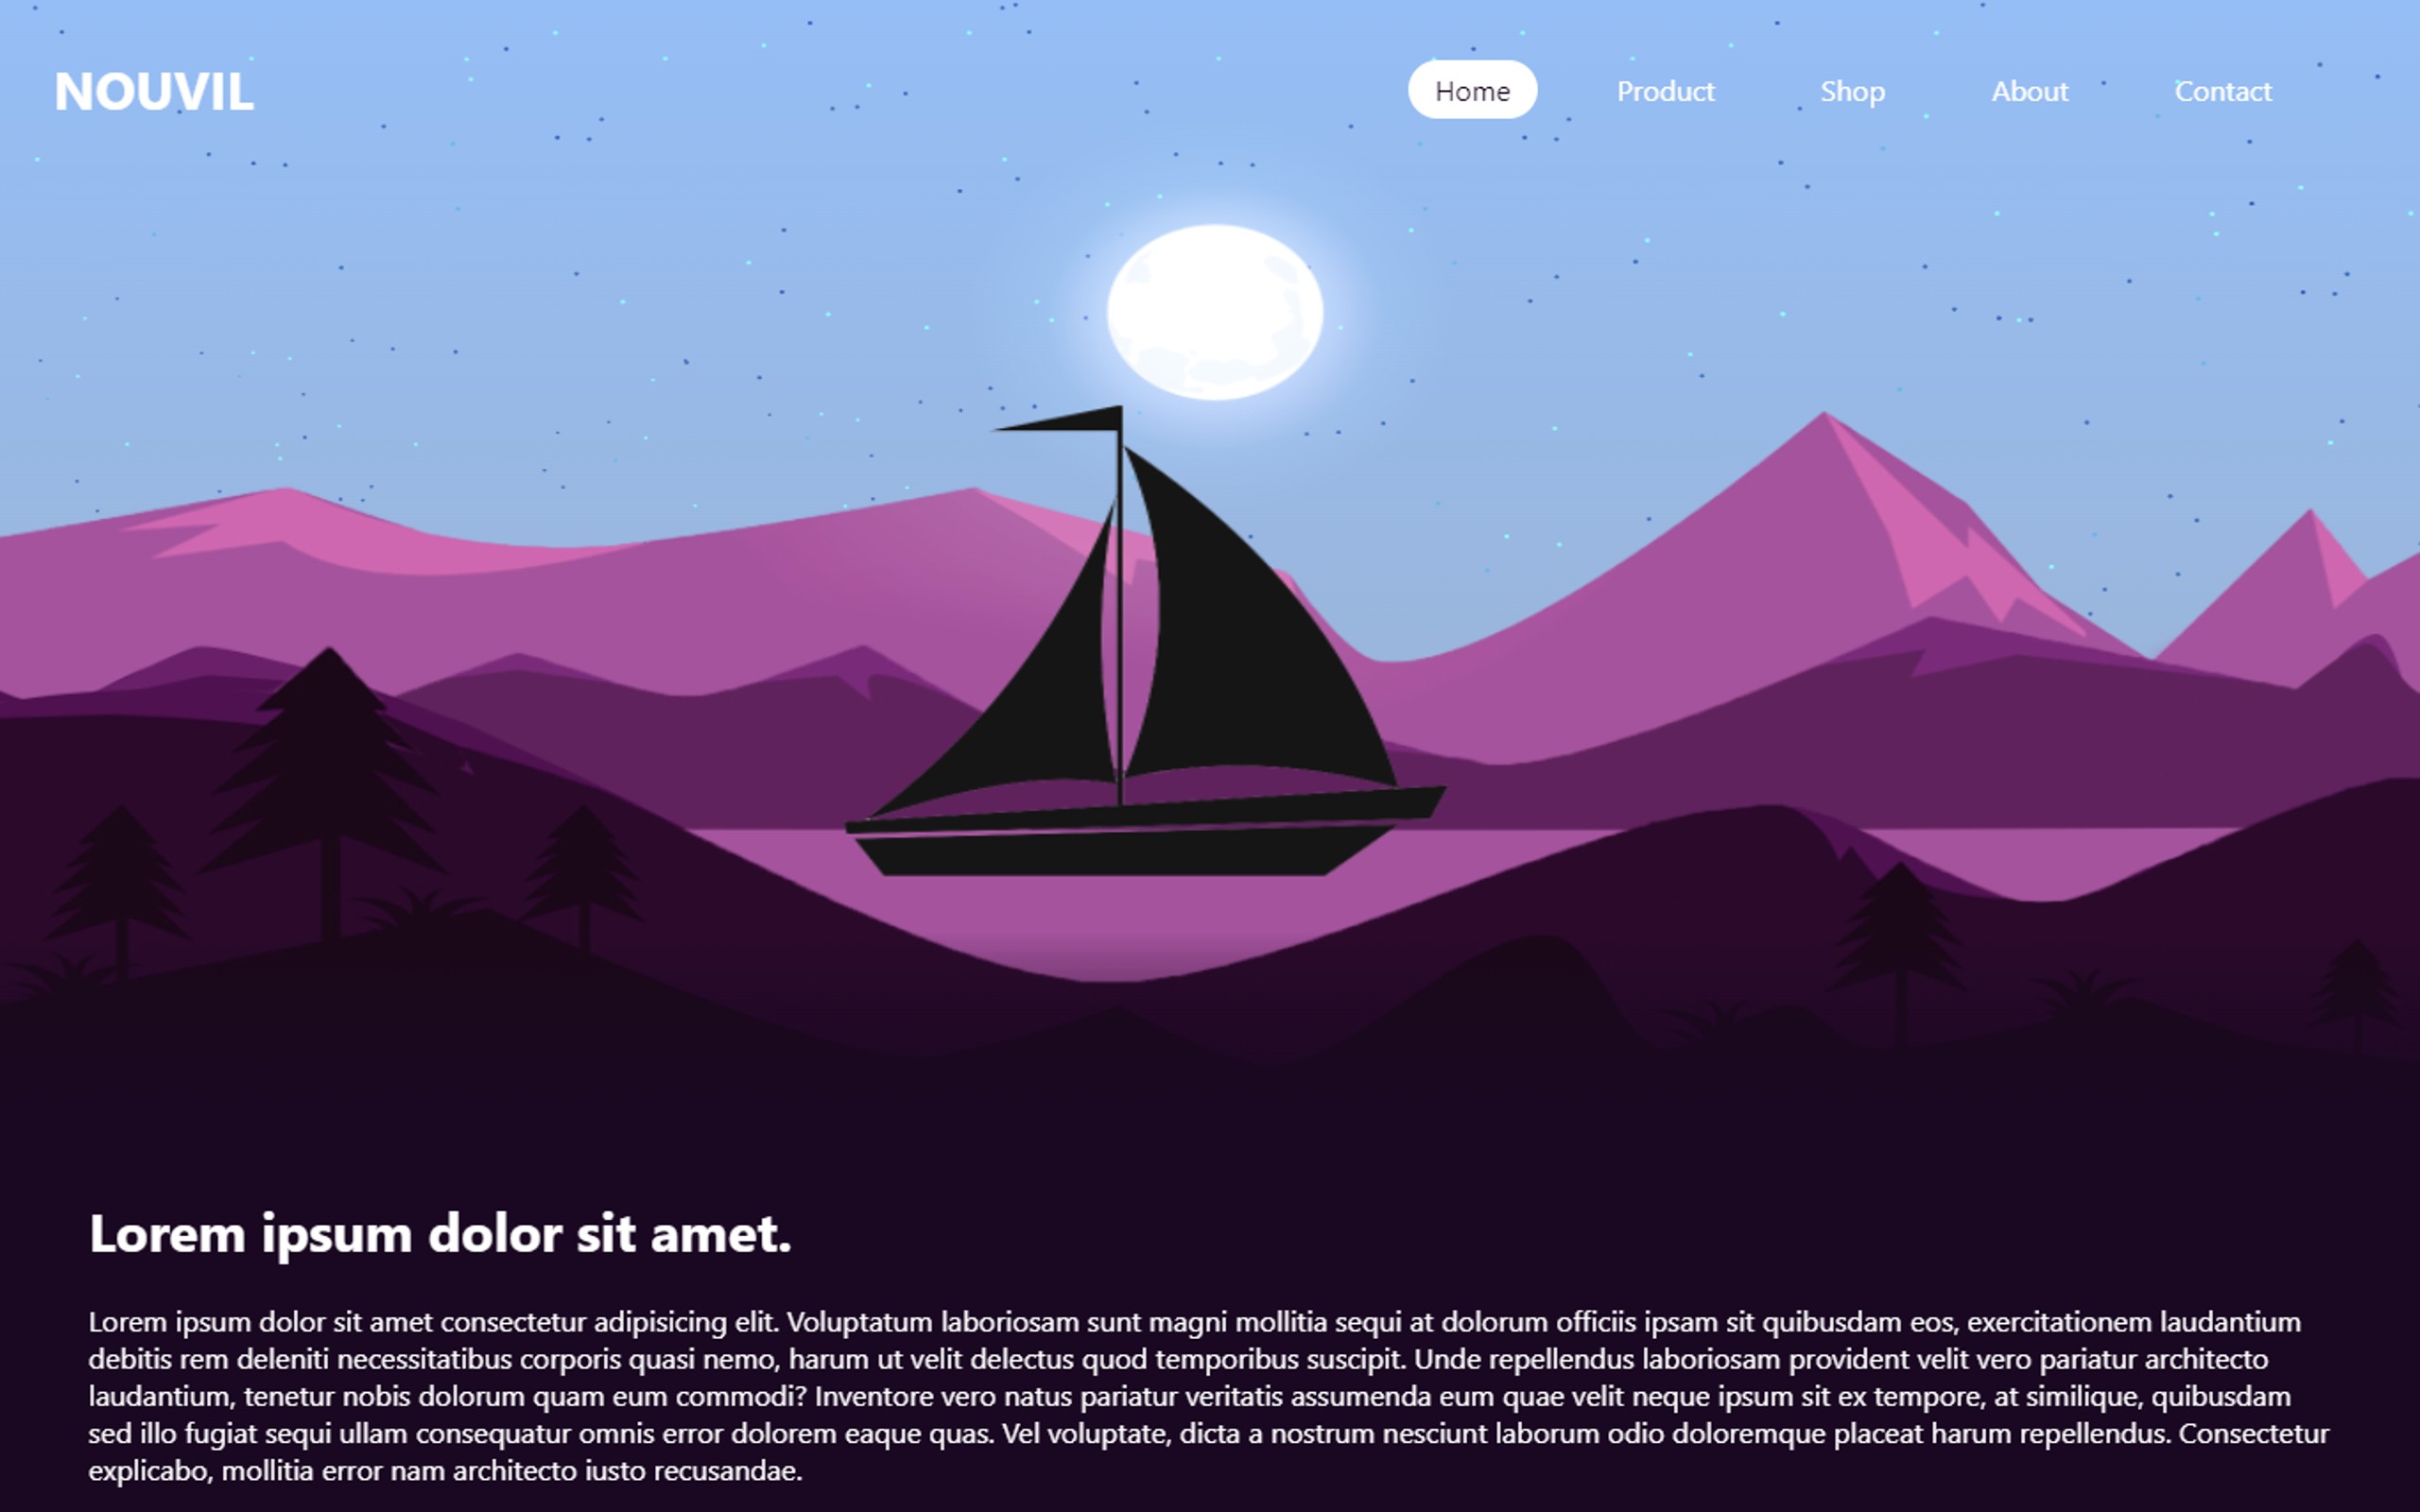 NOUVIL
Home
Product
Shop
About
Contact
Lorem ipsum dolor sit amet.
Lorem ipsum dolor sit amet consectetur adipisicing elit. Voluptatum laboriosam sunt magni mollitia sequi at dolorum officiis ipsam sit quibusdam eos, exercitationem laudantium
debitis rem deleniti necessitatibus corporis quasi nemo, harum ut velit delectus quod temporibus suscipit. Unde repellendus laboriosam provident velit vero pariatur architecto
laudantium, tenetur nobis dolorum quam eum commodi? Inventore vero natus pariatur veritatis assumenda eum quae velit neque ipsum sit ex tempore, at similique, quibusdam
sed illo fugiat sequi ullam consequatur omnis error dolorem eaque quas. Vel voluptate, dicta a nostrum nesciunt laborum odio doloremque placeat harum repellendus. Consectetur
explicabo, mollitia error nam architecto iusto recusandae.